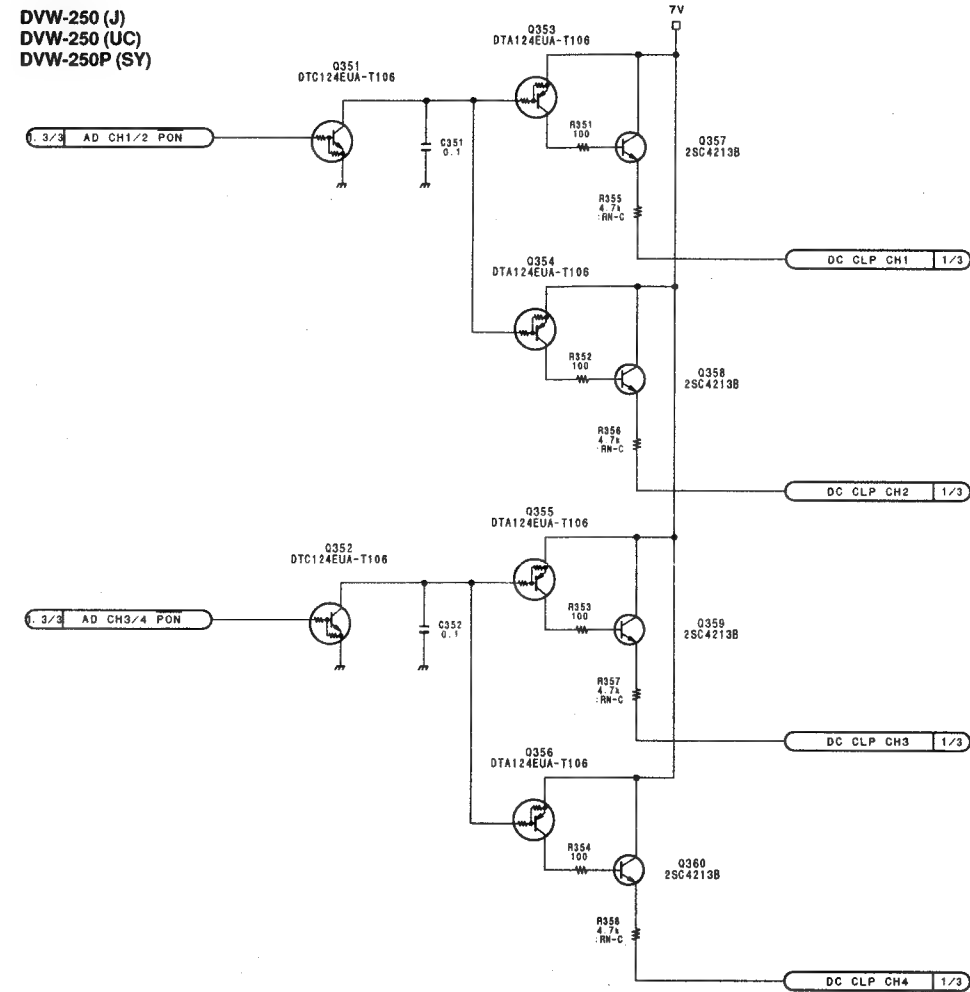 DVW-250 (J)
DVW-250 (UC)
DVW-250P (SY)
7V
Q353
DTA124EUA-T106
Q351
DTC124EUA-T106
1. 3/3 AD CH1/2 PON
C351
0.1
R351
100
Q357
2SC4213B
R355
4.7k
:RN-C
DC CLP CH1 1/3
Q354
DTA124EUA-T106
R352
100
Q358
2SC4213B
R356
4.7k
:RN-C
DC CLP CH2 1/3
Q355
DTA124EUA-T106
Q352
DTC124EUA-T106
1. 3/3 AD CH3/4 PON
C352
0.1
R353
100
Q359
2SC4213B
R357
4.7k
:RN-C
DC CLP CH3 1/3
Q356
DTA124EUA-T106
R354
100
Q360
2SC4213B
R358
4.7k
:RN-C
DC CLP CH4 1/3